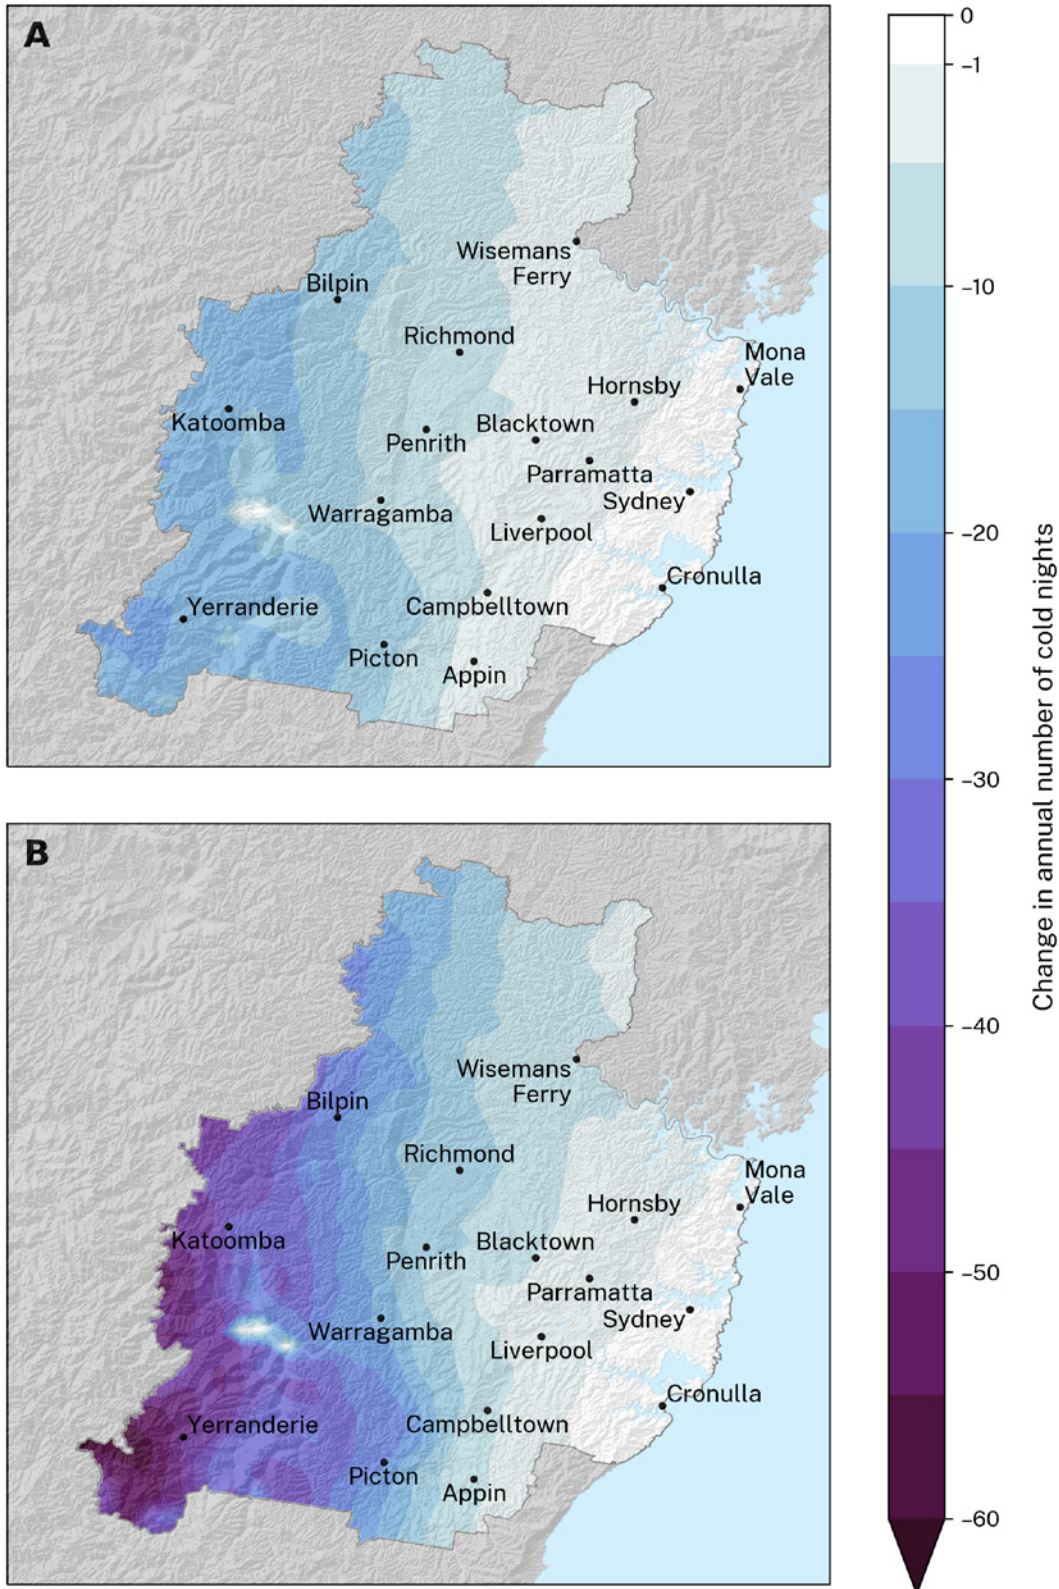 A
Wisemans
Ferry
Bilpin
Richmond
Mona
Vale
Hornsby
Katoomba
Blacktown
Penrith
Parramatta
Sydney
Warragamba
Liverpool
Cronulla
Yerranderie
Campbelltown
Picton
Appin
B
Wisemans
Ferry
Bilpin
Richmond
Mona
Vale
Hornsby
Katoomba
Blacktown
Penrith
Parramatta
Sydney
Warragamba
Liverpool
Cronulla
Yerranderie
Campbelltown
Picton
Appin
0
–1
–10
–20
–30
–40
–50
–60
Change in annual number of cold nights